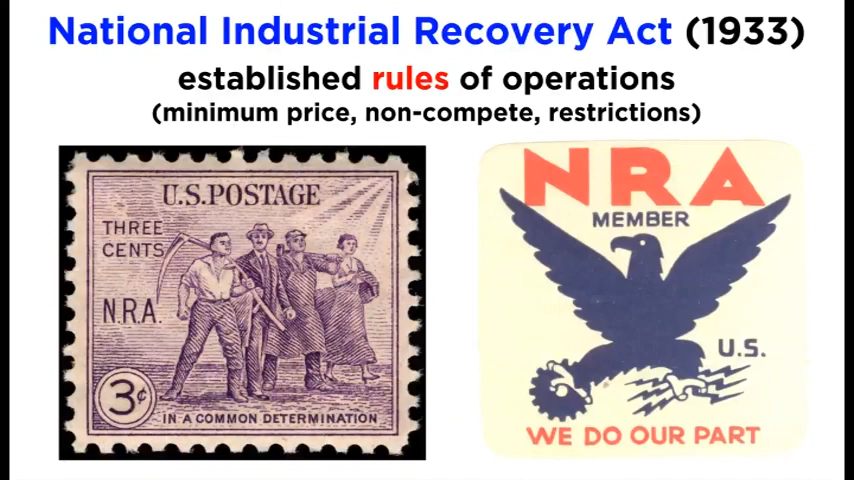 National Industrial Recovery Act (1933)
established rules of operations
(minimum price, non-compete, restrictions)
U.S. POSTAGE
THREE
CENTS
N.R.A.
3¢
IN A COMMON DETERMINATION
NRA
MEMBER
U.S.
WE DO OUR PART